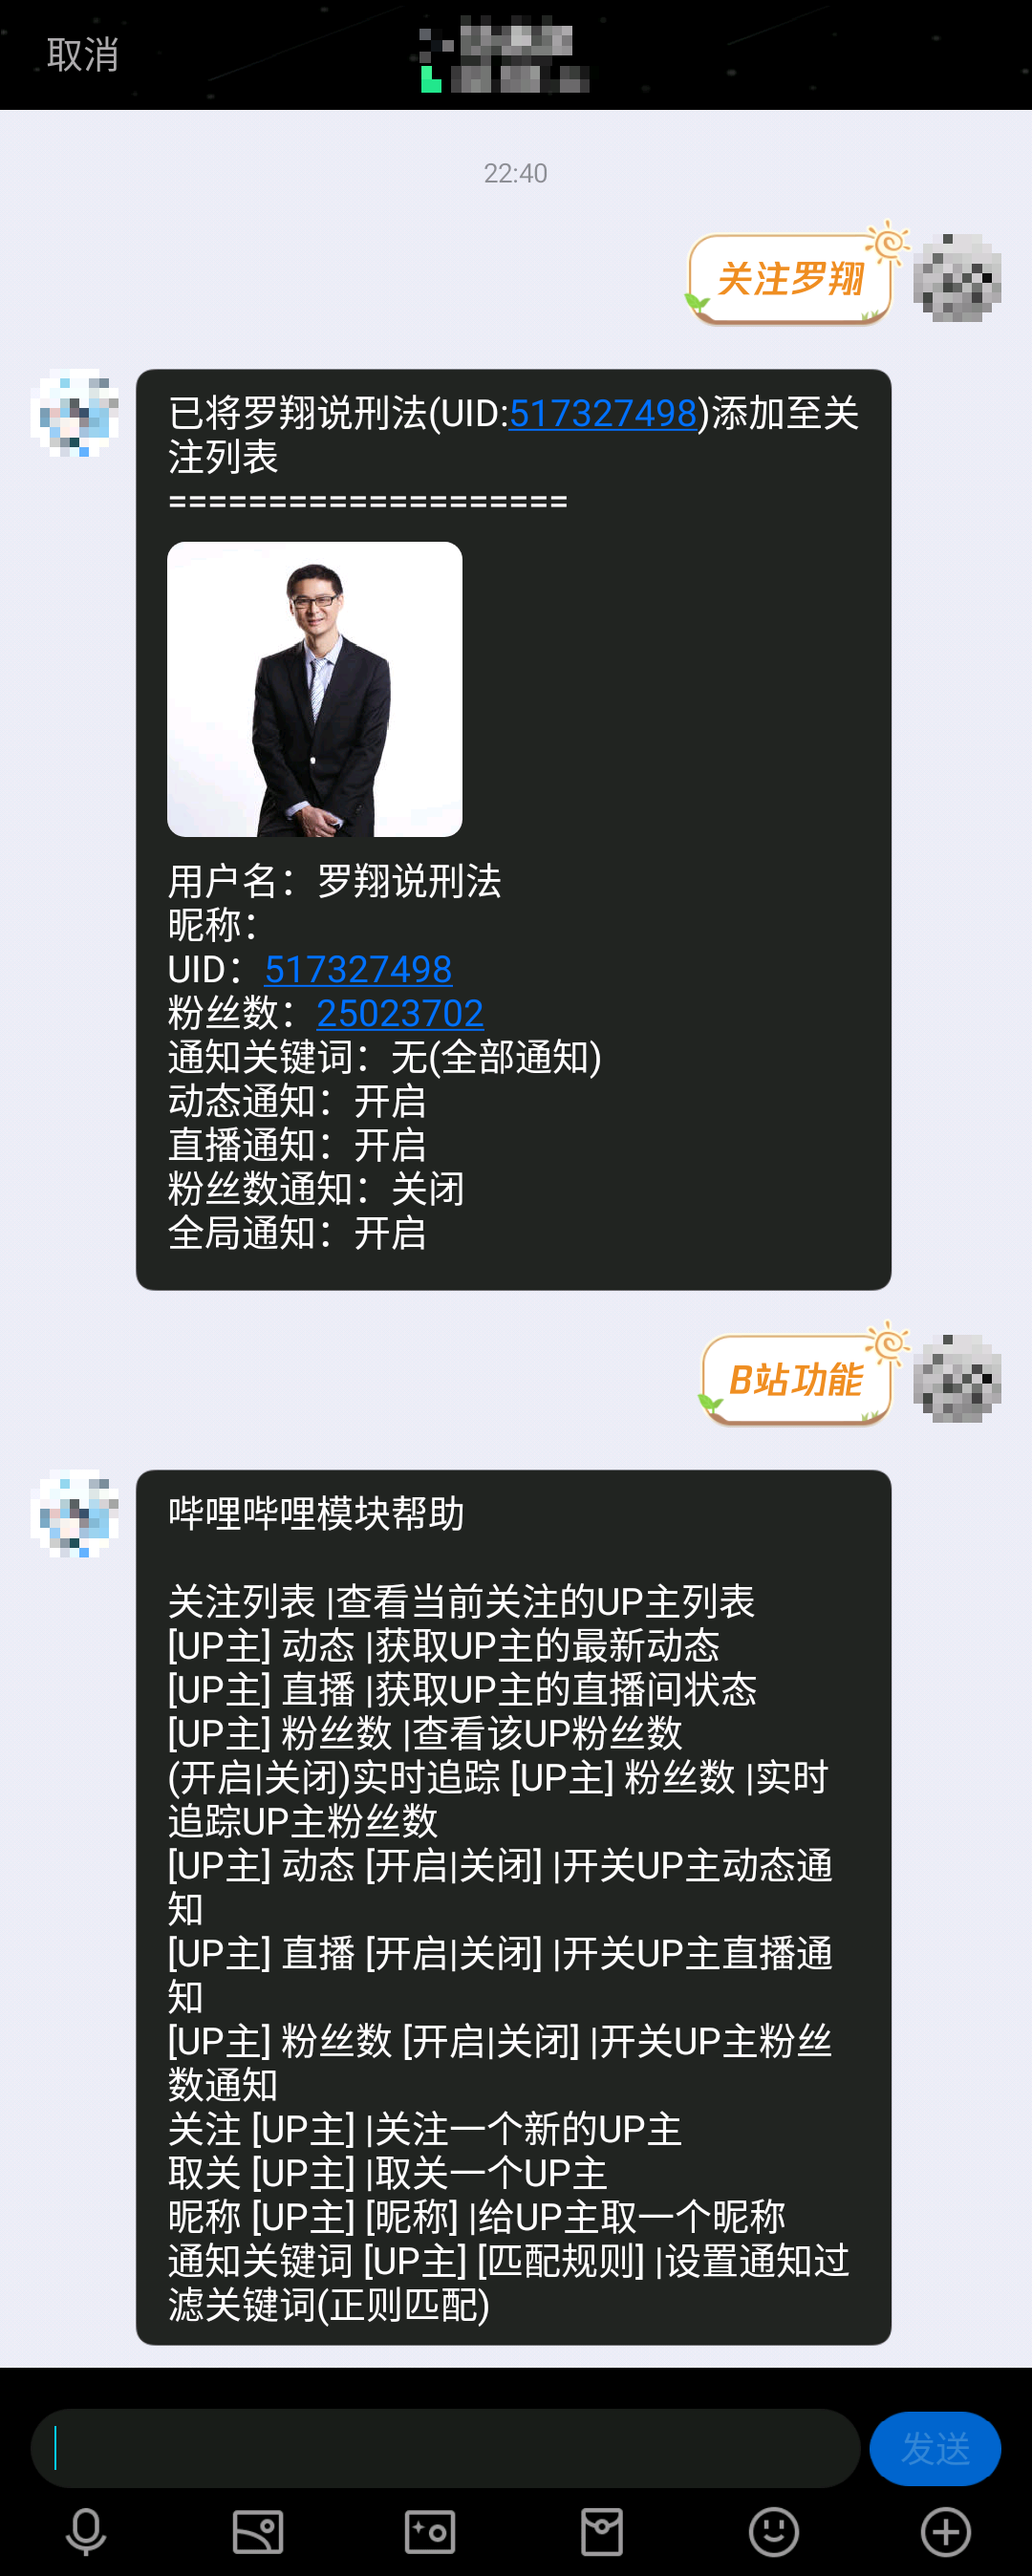 取消
22:40
关注罗翔
已将罗翔说刑法(UID:517327498)添加至关
注列表
====================
用户名：罗翔说刑法
昵称：
UID：517327498
粉丝数：25023702
通知关键词：无(全部通知)
动态通知：开启
直播通知：开启
粉丝数通知：关闭
全局通知：开启
B站功能
哔哩哔哩模块帮助
关注列表 |查看当前关注的UP主列表
[UP主] 动态 |获取UP主的最新动态
[UP主] 直播 |获取UP主的直播间状态
[UP主] 粉丝数 |查看该UP粉丝数
(开启|关闭)实时追踪 [UP主] 粉丝数 |实时
追踪UP主粉丝数
[UP主] 动态 [开启|关闭] |开关UP主动态通
知
[UP主] 直播 [开启|关闭] |开关UP主直播通
知
[UP主] 粉丝数 [开启|关闭] |开关UP主粉丝
数通知
关注 [UP主] |关注一个新的UP主
取关 [UP主] |取关一个UP主
昵称 [UP主] [昵称] |给UP主取一个昵称
通知关键词 [UP主] [匹配规则] |设置通知过
滤关键词(正则匹配)
发送